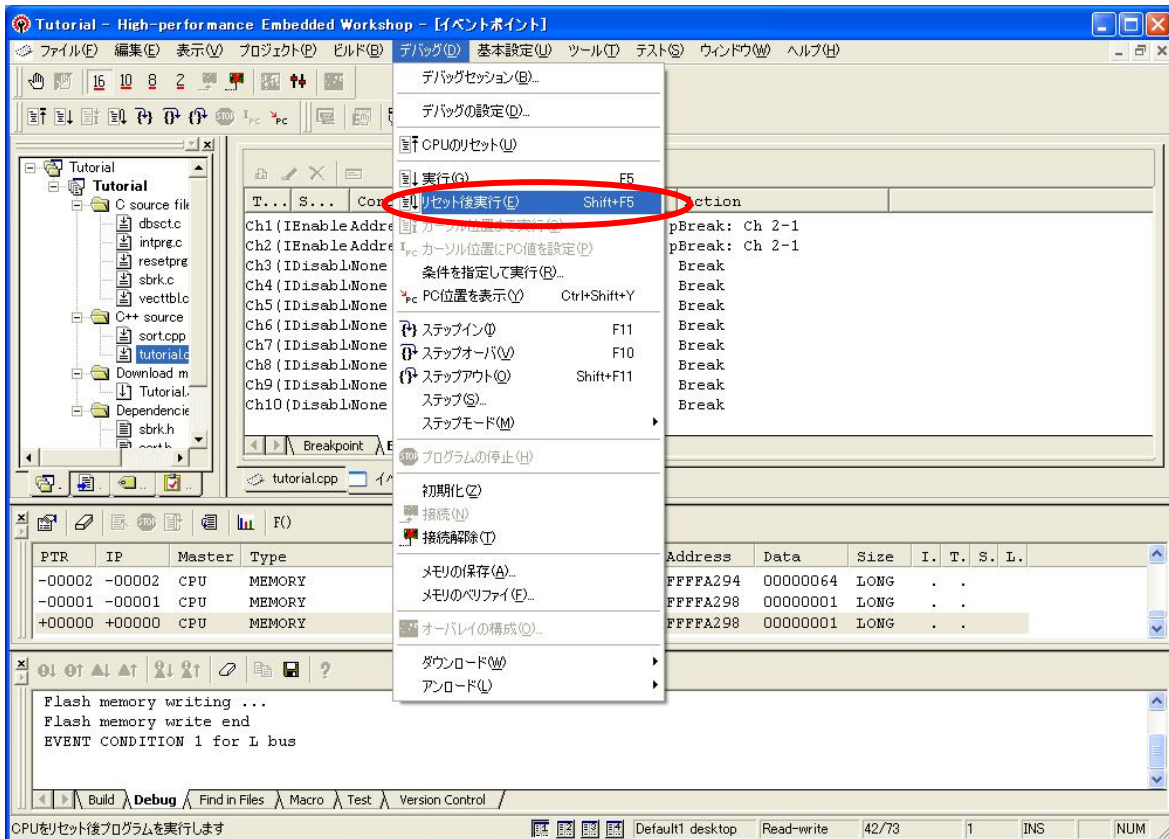 Tutorial - High-performance Embedded Workshop - [イベントポイント]
ファイル(F) 編集(E) 表示(V) プロジェクト(P) ビルド(B) デバッグ(D) 基本設定(U) ツール(T) テスト(S) ウィンドウ(W) ヘルプ(H)
16 10 8 2
デバッグセッション(B)...
デバッグの設定(D)...
CPUのリセット(U)
実行(G) F5
リセット後実行(E) Shift+F5
カーソル位置にPC値を設定(P)
条件を指定して実行(R)...
PC位置を表示(Y) Ctrl+Shift+Y
ステップイン(I) F11
ステップオーバ(V) F10
ステップアウト(O) Shift+F11
ステップ(S)...
ステップモード(M)
プログラムの停止(H)
初期化(Z)
接続(N)
接続解除(T)
メモリの保存(A)...
メモリのベリファイ(F)...
オーバレイの構成(O)...
ダウンロード(W)
アンロード(L)
Tutorial
Tutorial
C source file
dbsct.c
intprg.c
resetprg
sbrk.c
vecttbl.c
C++ source
sort.cpp
tutorial.c
Download m
Tutorial.
Dependencie
sbrk.h
T... S... Con Action
Ch1(IEnable Addre pBreak: Ch 2-1
Ch2(IEnable Addre pBreak: Ch 2-1
Ch3(IDisabl None Break
Ch4(IDisabl None Break
Ch5(IDisabl None Break
Ch6(IDisabl None Break
Ch7(IDisabl None Break
Ch8(IDisabl None Break
Ch9(IDisabl None Break
Ch10(Disabl None Break
Breakpoint E
tutorial.cpp イベ
STOP F()
PTR IP Master Type Address Data Size I. T. S. L.
-00002 -00002 CPU MEMORY FFFFA294 00000064 LONG . .
-00001 -00001 CPU MEMORY FFFFA298 00000001 LONG . .
+00000 +00000 CPU MEMORY FFFFA298 00000001 LONG . .
Flash memory writing ...
Flash memory write end
EVENT CONDITION 1 for L bus
Build Debug Find in Files Macro Test Version Control
CPUをリセット後プログラムを実行します Default1 desktop Read-write 42/73 1 INS NUM